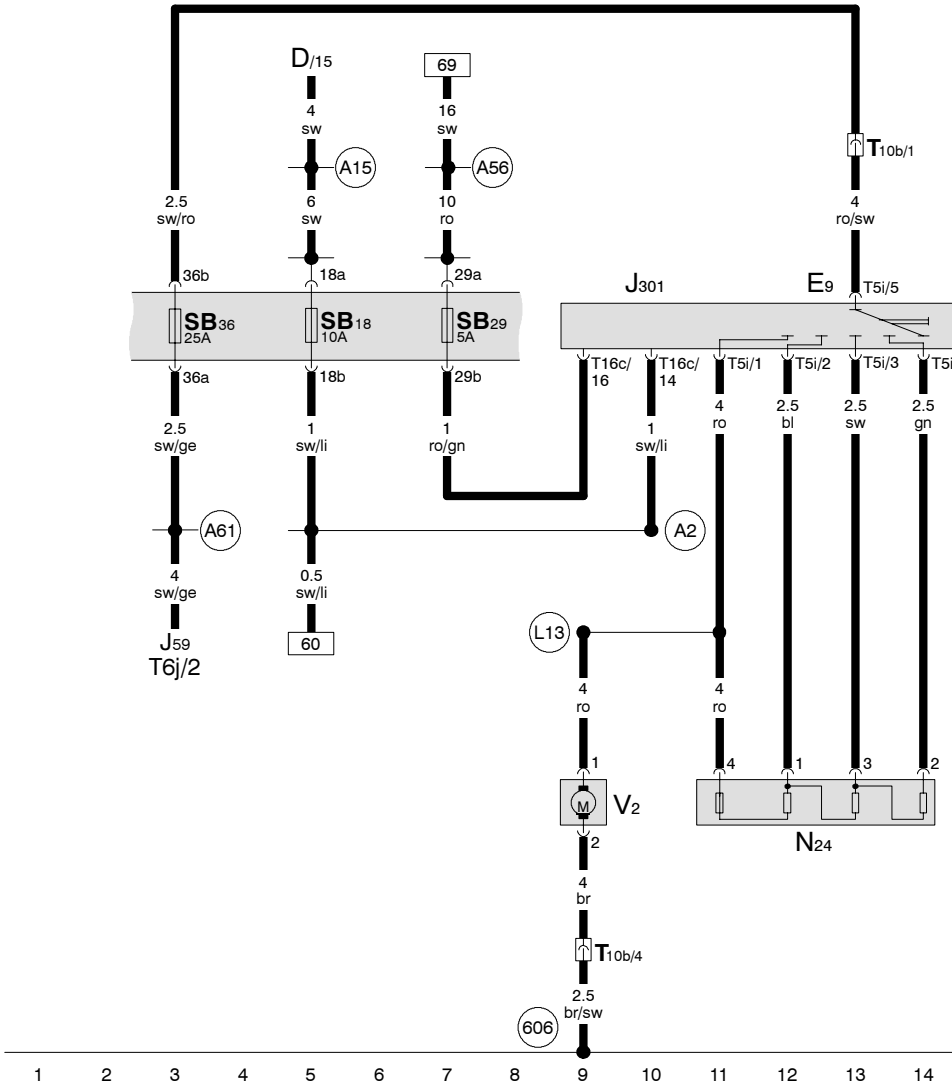 D/15
69
4
sw
16
sw
A15
A56
T10b/1
2.5
sw/ro
6
sw
10
ro
4
ro/sw
36b
18a
29a
J301
E9
T5i/5
SB36
25A
SB18
10A
SB29
5A
36a
18b
29b
T16c/
16
T16c/
14
T5i/1
T5i/2
T5i/3
T5i
2.5
sw/ge
1
sw/li
1
ro/gn
1
sw/li
4
ro
2.5
bl
2.5
sw
2.5
gn
A61
A2
4
sw/ge
0.5
sw/li
J59
T6j/2
60
L13
4
ro
4
ro
1
4
1
3
2
M
V2
2
N24
4
br
T10b/4
2.5
br/sw
606
1 2 3 4 5 6 7 8 9 10 11 12 13 14